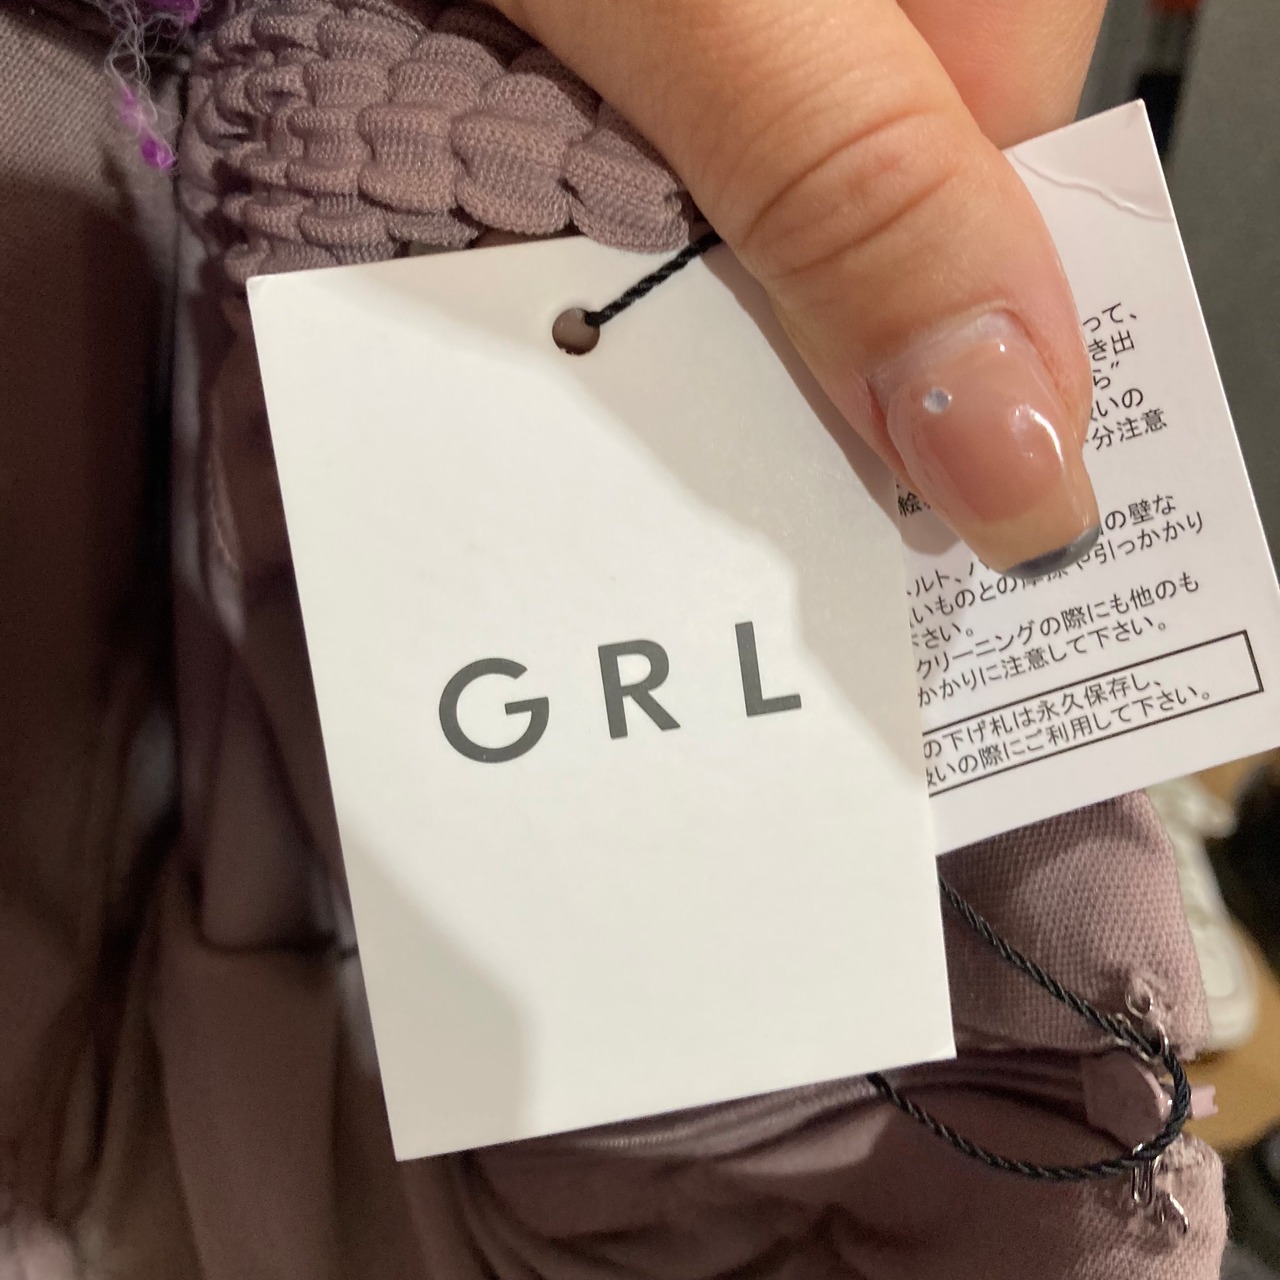 GRL
って、
き出
ら”
いの
分注意
絵
の壁な
ルト、
いものとの摩擦や引っかかり
下さい。
クリーニングの際にも他のも
かかりに注意して下さい。
の下げ札は永久保存し、
扱いの際にご利用して下さい。